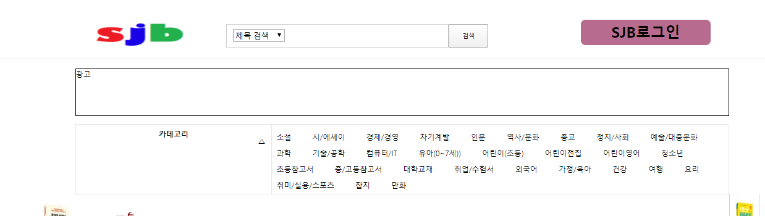 sjb
제목 검색 ▼
검색
SJB로그인
광고
카테고리
소설 시/에세이 경제/경영 자기계발 인문 역사/문화 종교 정치/사회 예술/대중문화
과학 기술/공학 컴퓨터/IT 유아(0~7세)) 어린이(초등) 어린이전집 어린이영어 청소년
초등참고서 중/고등참고서 대학교재 취업/수험서 외국어 가정/육아 건강 여행 요리
취미/실용/스포츠 잡지 만화